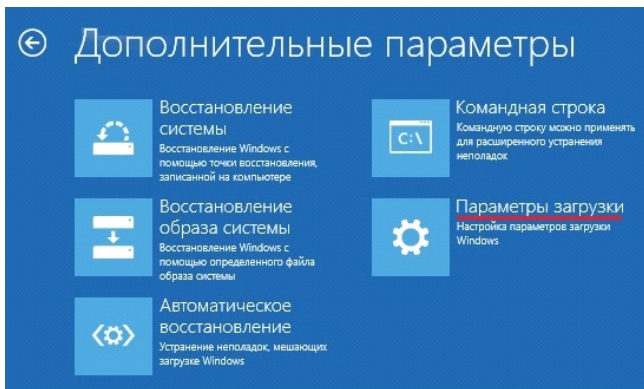 Дополнительные параметры
Восстановление
системы
Восстановление Windows с
помощью точки восстановления,
записанной на компьютере
Восстановление
образа системы
Восстановление Windows с
помощью определенного файла
образа системы
Автоматическое
восстановление
Устранение неполадок, мешающих
загрузке Windows
C:\
Командная строка
Командную строку можно применять
для расширенного устранения
неполадок
Параметры загрузки
Настройка параметров загрузки
Windows